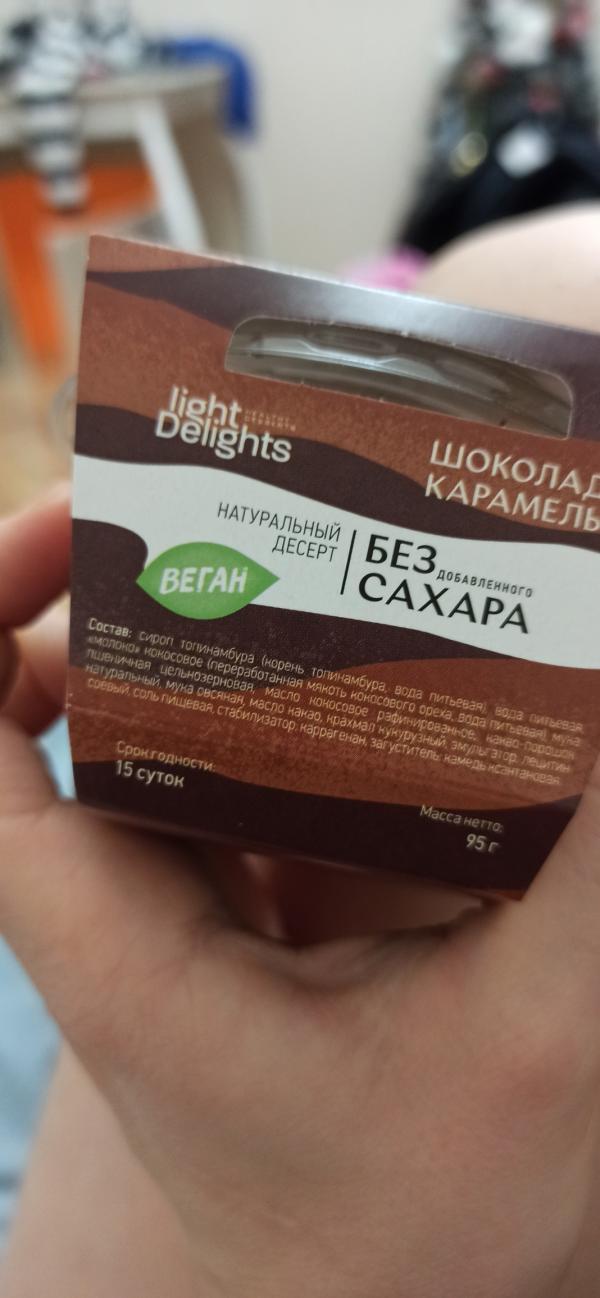 light
Delights
HEALTHY
DESSERTS
ШОКОЛАД
КАРАМЕЛЬ
НАТУРАЛЬНЫЙ
ДЕСЕРТ
БЕЗ
ДОБАВЛЕННОГО
САХАРА
ВЕГАН
Состав: сироп топинамбура (корень топинамбура, вода питьевая), вода питьевая,
«молоко» кокосовое (переработанная мякоть кокосового ореха, вода питьевая), мука
пшеничная цельнозерновая, масло кокосовое рафинированное, какао-порошок
натуральный, мука овсяная, масло какао, крахмал кукурузный, эмульгатор: лецитин
соевый, соль пищевая, стабилизатор: каррагенан, загуститель: камедь ксантановая.
Срок годности:
15 суток
Масса нетто:
95 г